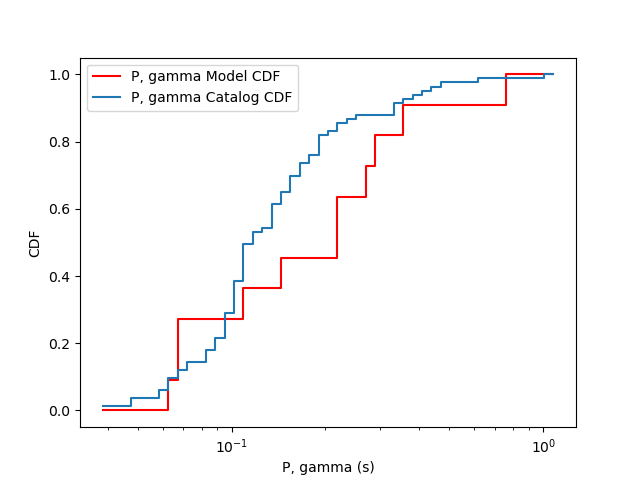 P, gamma Model CDF
P, gamma Catalog CDF
1.0
0.8
0.6
0.4
0.2
0.0
CDF
10⁻¹ 10⁰
P, gamma (s)